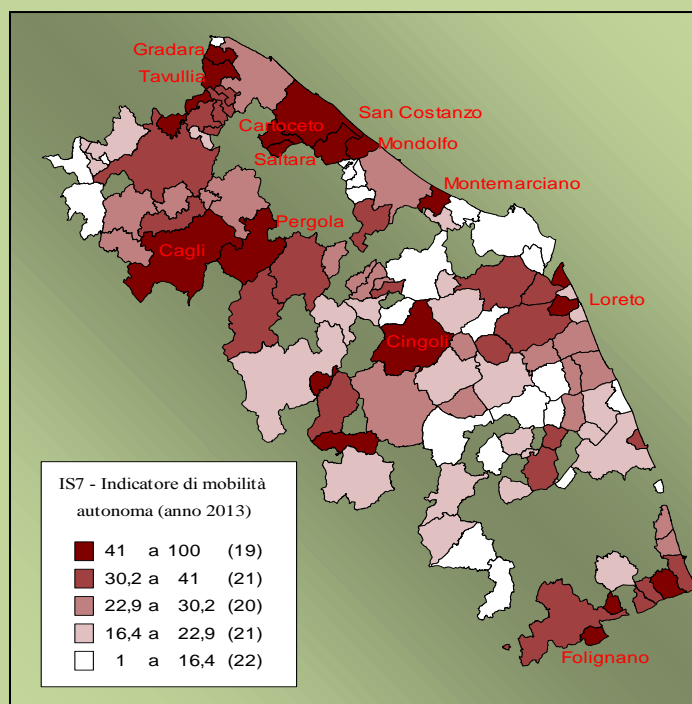 Gradara
Tavullia
San Costanzo
Cartoceto
Mondolfo
Saltara
Montemarciano
Pergola
Cagli
Loreto
Cingoli
IS7 - Indicatore di mobilità
autonoma (anno 2013)
41 a 100 (19)
30,2 a 41 (21)
22,9 a 30,2 (20)
16,4 a 22,9 (21)
1 a 16,4 (22)
Folignano